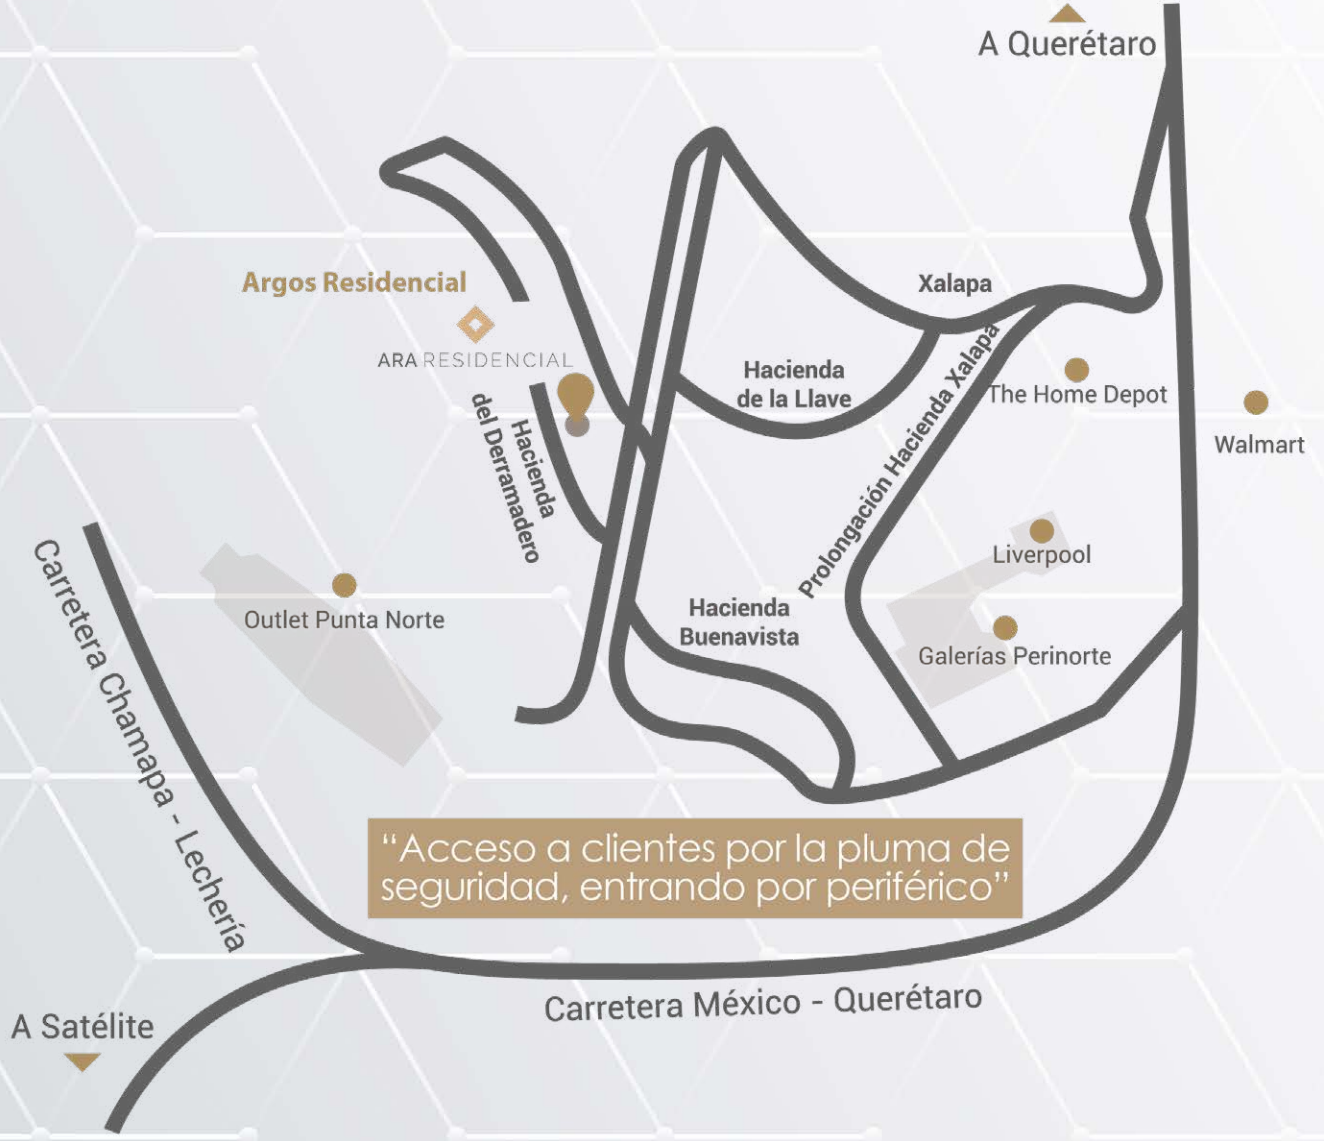 A Querétaro
Xalapa
Argos Residencial
ARA RESIDENCIAL
Hacienda
de la Llave
Prolongación Hacienda Xalapa
The Home Depot
Walmart
Hacienda
del Derramadero
Liverpool
Outlet Punta Norte
Hacienda
Buenavista
Galerías Perinorte
Carretera Chamapa - Lechería
“Acceso a clientes por la pluma de
seguridad, entrando por periférico”
Carretera México - Querétaro
A Satélite